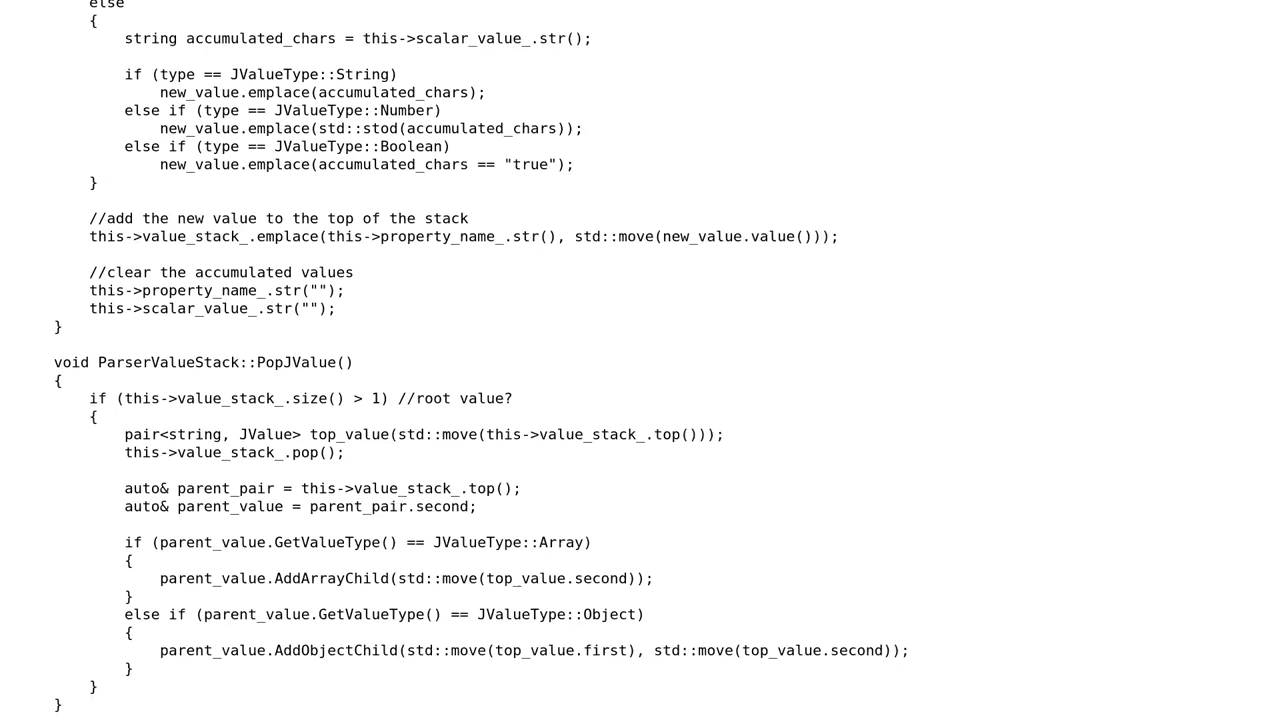 else
{
string accumulated_chars = this->scalar_value_.str();
if (type == JValueType::String)
new_value.emplace(accumulated_chars);
else if (type == JValueType::Number)
new_value.emplace(std::stod(accumulated_chars));
else if (type == JValueType::Boolean)
new_value.emplace(accumulated_chars == "true");
}
//add the new value to the top of the stack
this->value_stack_.emplace(this->property_name_.str(), std::move(new_value.value()));
//clear the accumulated values
this->property_name_.str("");
this->scalar_value_.str("");
}
void ParserValueStack::PopJValue()
{
if (this->value_stack_.size() > 1) //root value?
{
pair<string, JValue> top_value(std::move(this->value_stack_.top()));
this->value_stack_.pop();
auto& parent_pair = this->value_stack_.top();
auto& parent_value = parent_pair.second;
if (parent_value.GetValueType() == JValueType::Array)
{
parent_value.AddArrayChild(std::move(top_value.second));
}
else if (parent_value.GetValueType() == JValueType::Object)
{
parent_value.AddObjectChild(std::move(top_value.first), std::move(top_value.second));
}
}
}